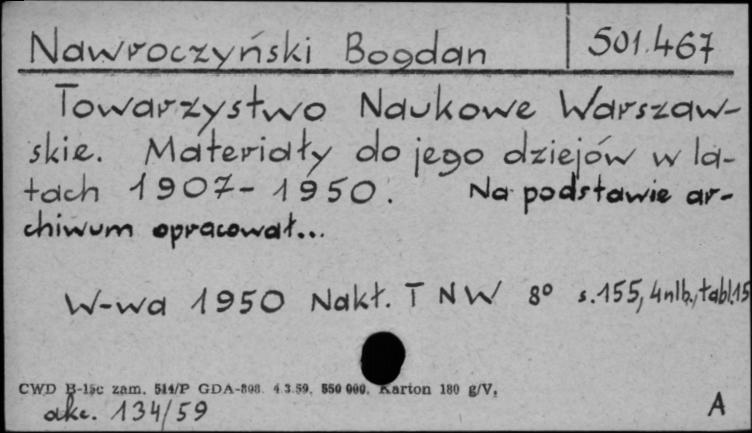 Nawroczyński Bogdan 501.467
Towarzystwo Naukowe Warszaw-
skie. Materiały do jego dziejów w la-
tach 1907-1950. Na podstawie ar-
chiwum opracował...
W-wa 1950 Nakł. T N W 8° s.155, 4nlb., tabl.15
CWD B-15c zam. 514/P GDA-808. 4.3.59. 550 000. Karton 180 g/V.
akc. 134/59 A